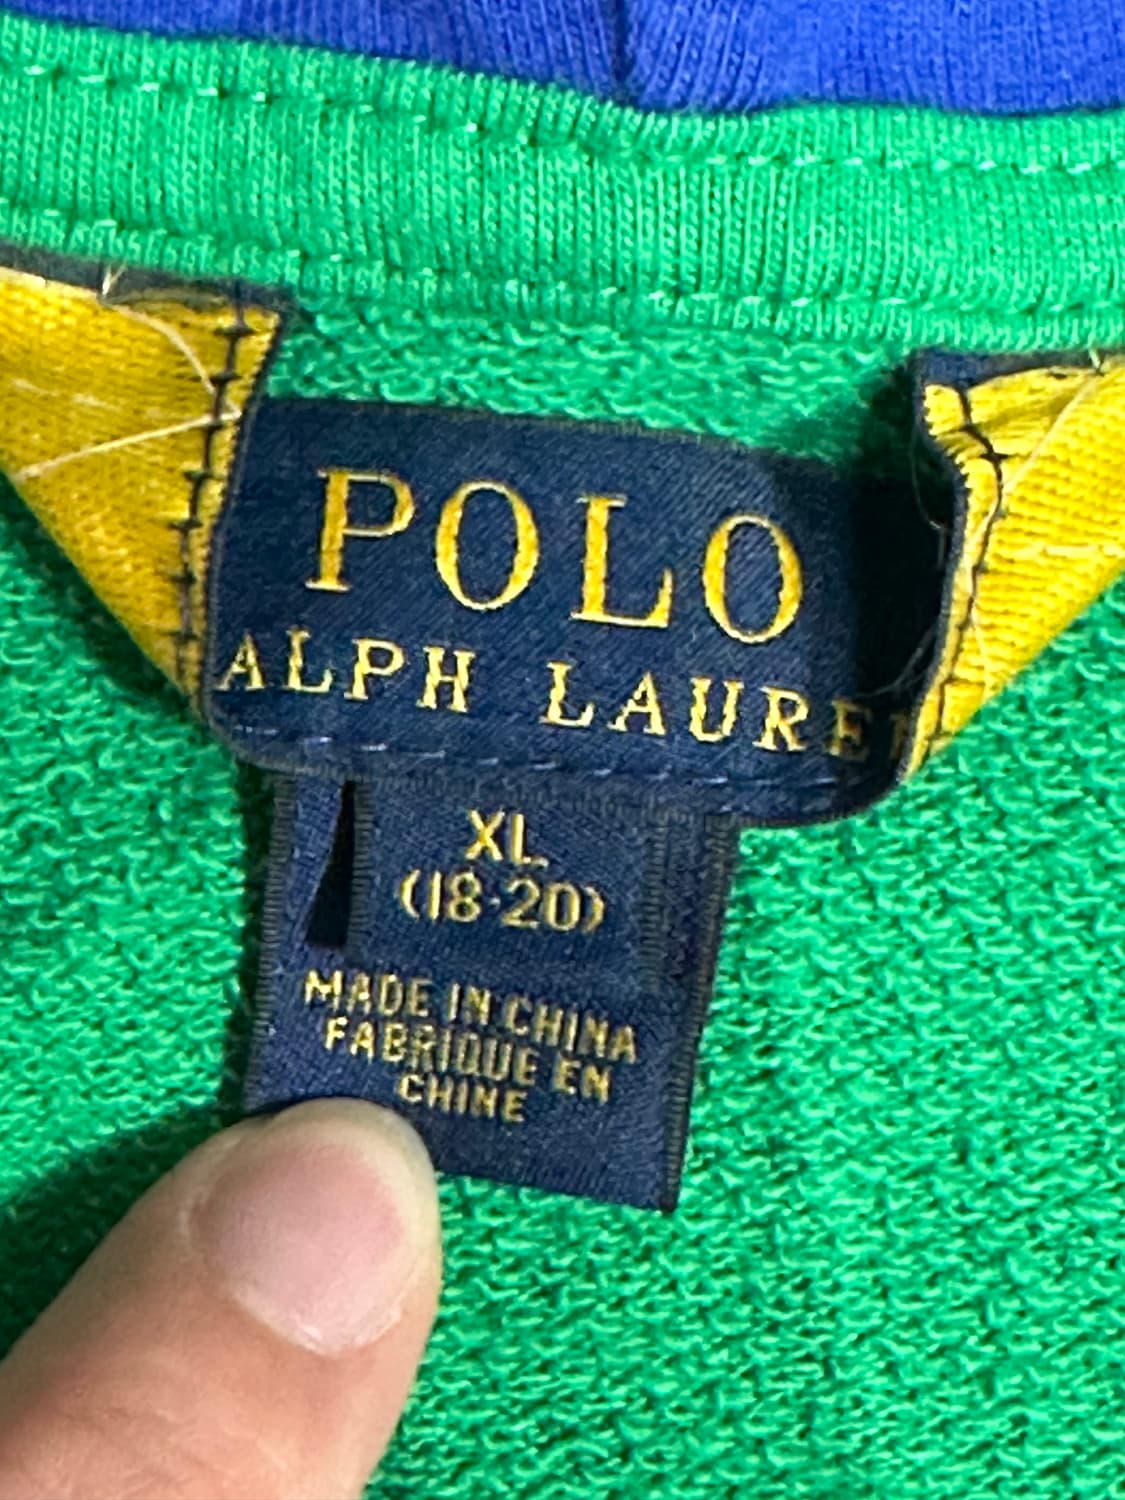 POLO
ALPH LAURE
XL
(18-20)
MADE IN CHINA
FABRIQUE EN
CHINE